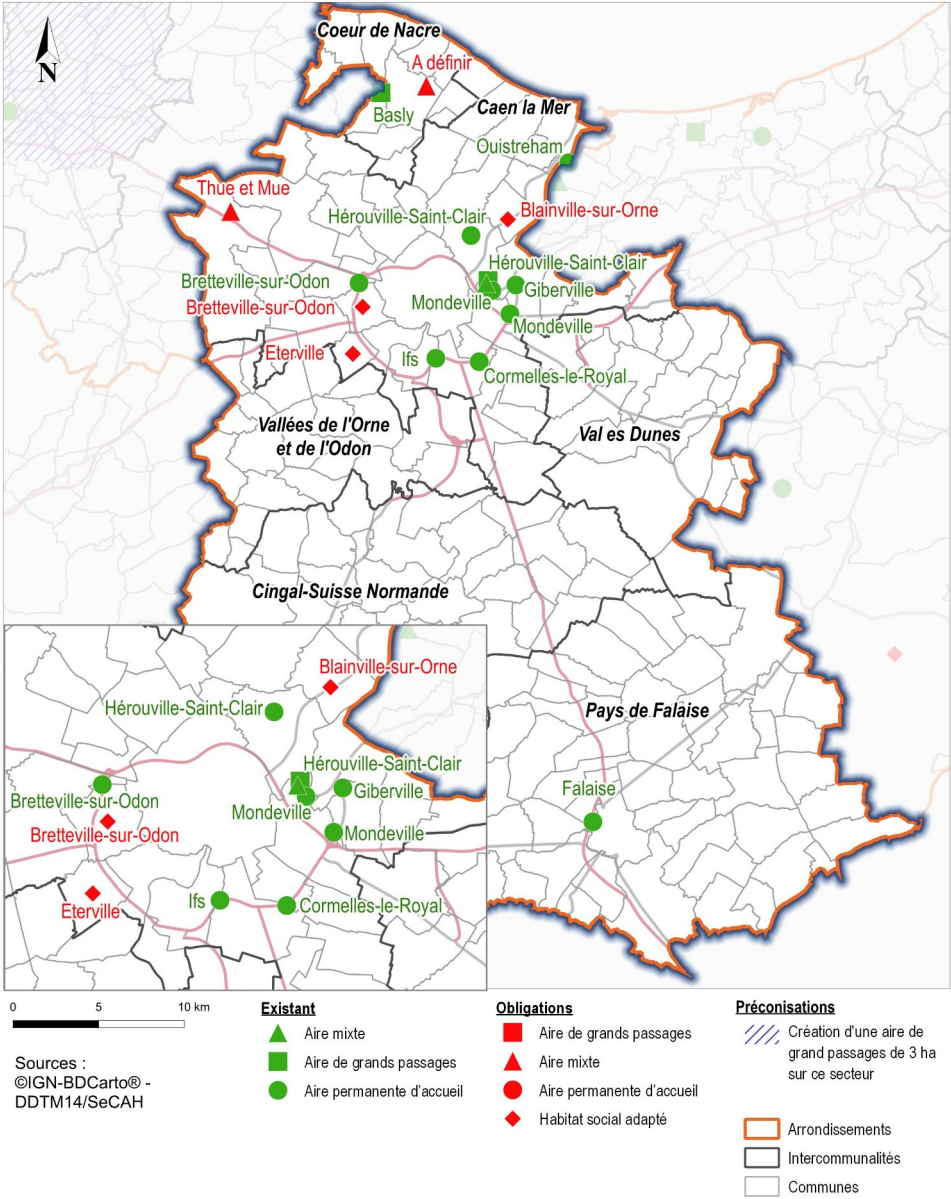 Coeur de Nacre
N
A définir
Basly
Caen la Mer
Ouistreham
Thue et Mue
Hérouville-Saint-Clair
Blainville-sur-Orne
Hérouville-Saint-Clair
Bretteville-sur-Odon
Giberville
Bretteville-sur-Odon
Mondeville
Mondeville
Eterville
Ifs
Cormelles-le-Royal
Vallées de l'Orne
et de l'Odon
Val es Dunes
Cingal-Suisse Normande
Pays de Falaise
Falaise
Blainville-sur-Orne
Hérouville-Saint-Clair
Hérouville-Saint-Clair
Giberville
Bretteville-sur-Odon
Mondeville
Bretteville-sur-Odon
Mondeville
Ifs
Cormelles-le-Royal
Eterville
0 5 10 km
Sources :
©IGN-BDCarto® -
DDTM14/SeCAH
Existant
Aire mixte
Aire de grands passages
Aire permanente d'accueil
Obligations
Aire de grands passages
Aire mixte
Aire permanente d'accueil
Habitat social adapté
Préconisations
Création d'une aire de
grand passages de 3 ha
sur ce secteur
Arrondissements
Intercommunalités
Communes